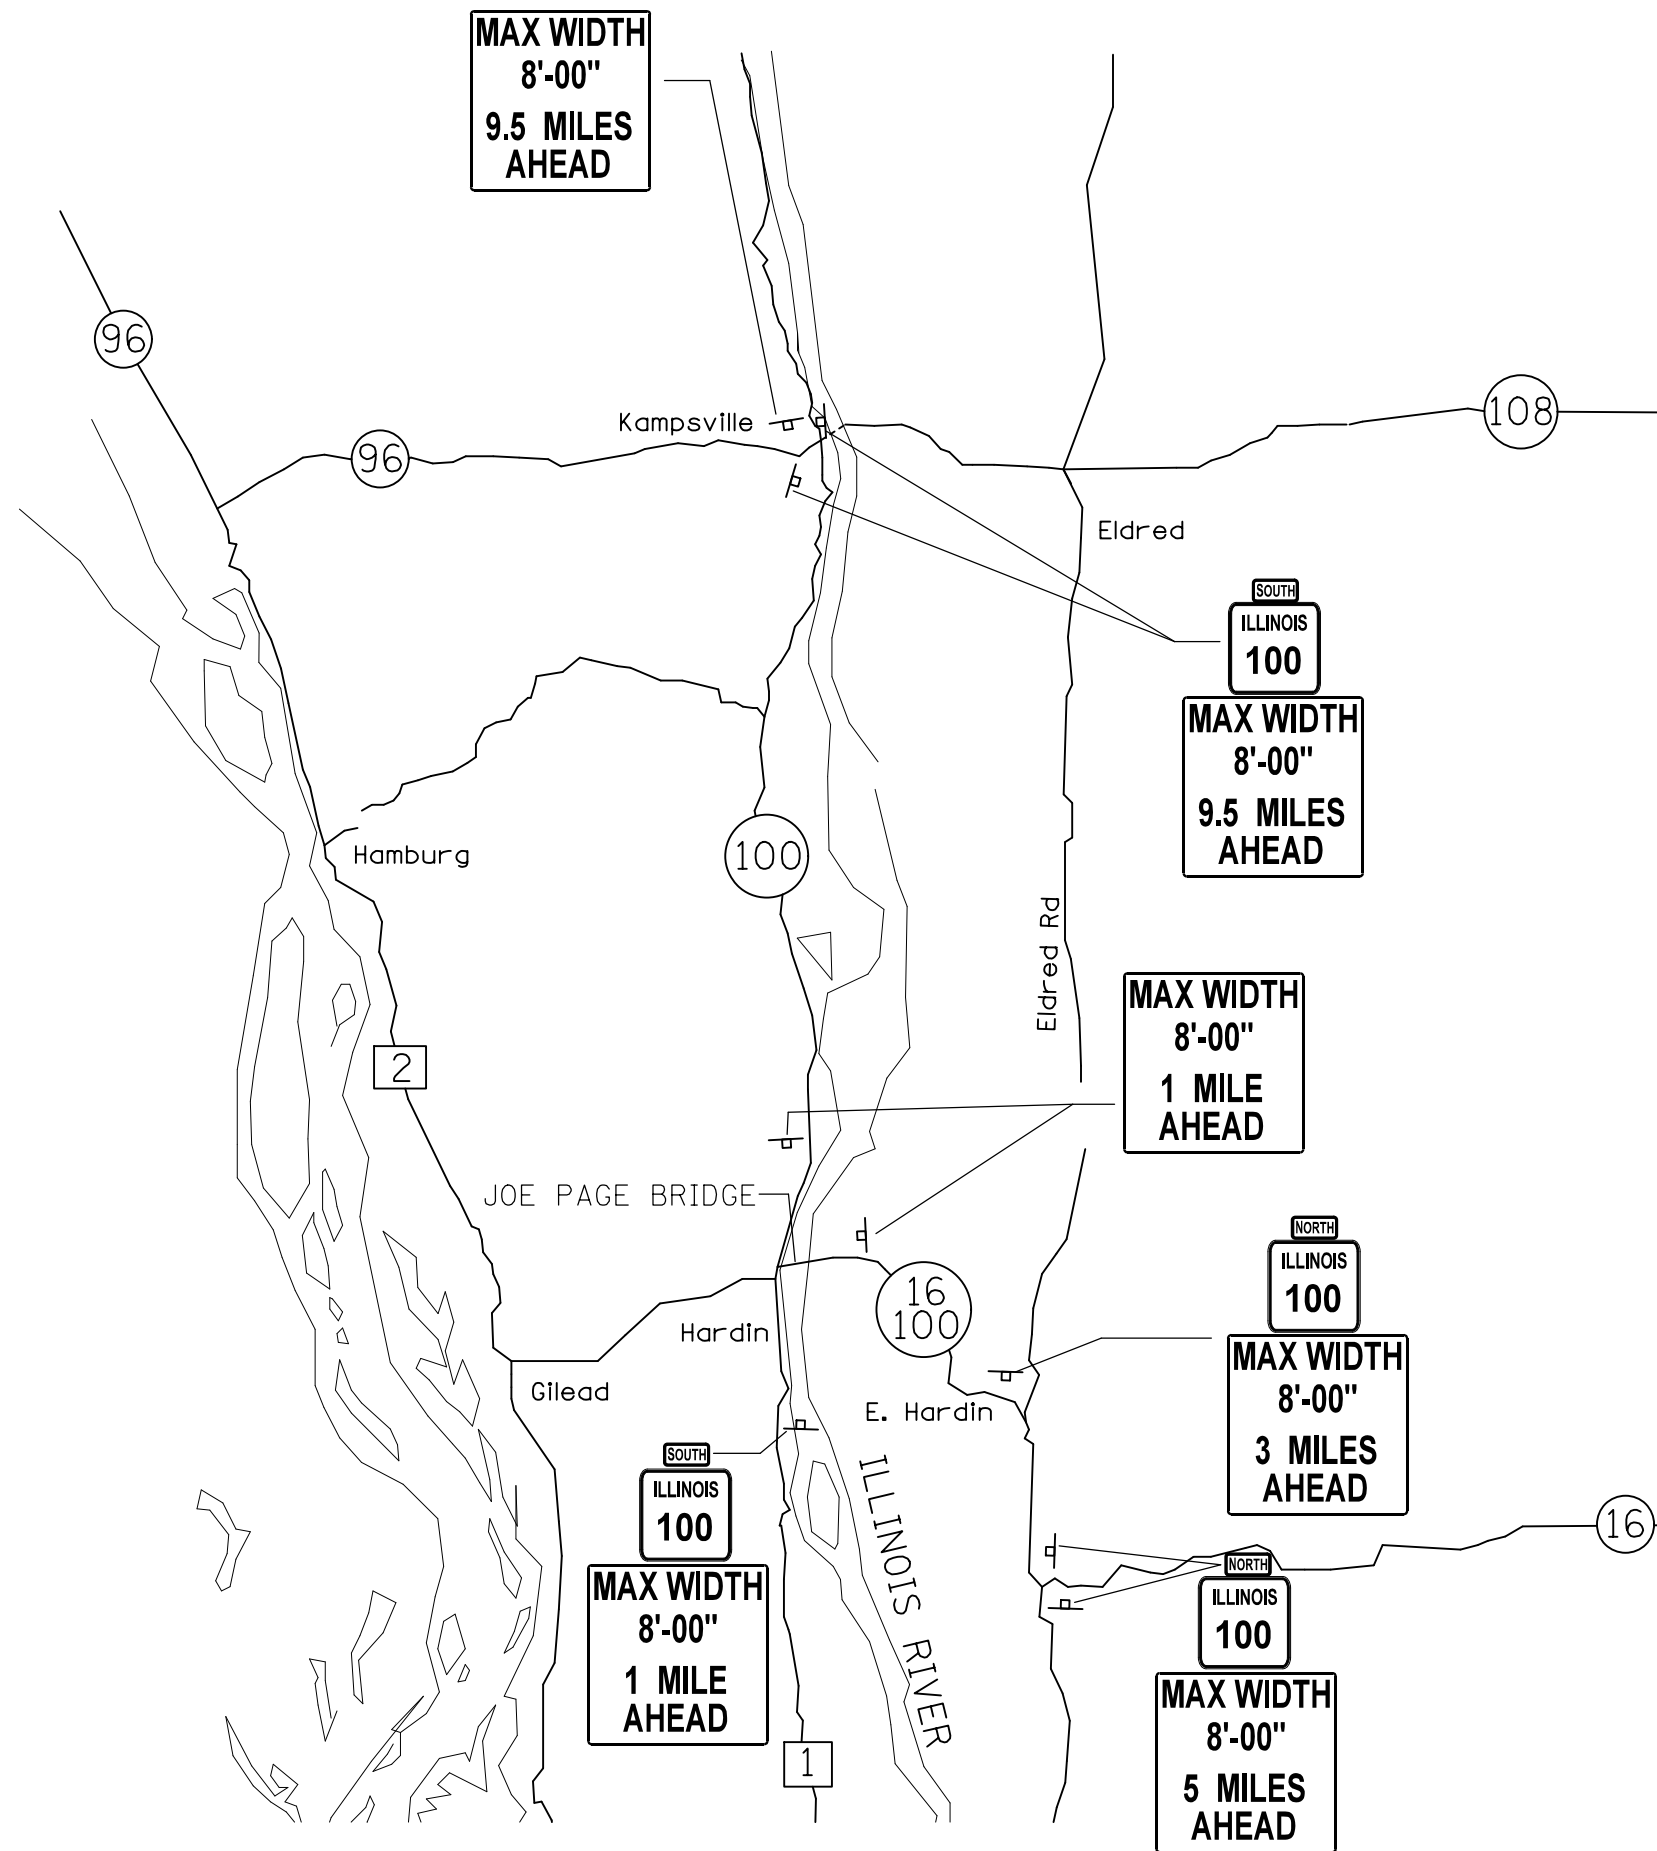 MAX WIDTH
8'-00"
9.5 MILES
AHEAD
96
108
Kampsville
96
Eldred
SOUTH
ILLINOIS
100
MAX WIDTH
8'-00"
9.5 MILES
AHEAD
Hamburg
100
Eldred Rd
MAX WIDTH
8'-00"
1 MILE
AHEAD
2
JOE PAGE BRIDGE
NORTH
ILLINOIS
100
MAX WIDTH
8'-00"
3 MILES
AHEAD
16
100
Hardin
Gilead
E. Hardin
SOUTH
ILLINOIS
100
MAX WIDTH
8'-00"
1 MILE
AHEAD
ILLINOIS RIVER
16
NORTH
ILLINOIS
100
MAX WIDTH
8'-00"
5 MILES
AHEAD
1